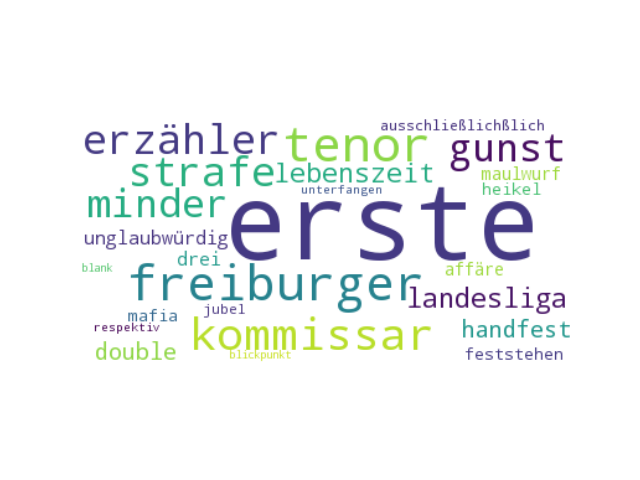 ausschließlichßlich
erzähler tenor gunst
strafe lebenszeit maulwurf
minder unterfangen heikel
erste
unglaubwürdig
drei
blank freiburger affäre
landesliga
mafia jubel
respektiv kommissar handfest
double blickpunkt feststehen